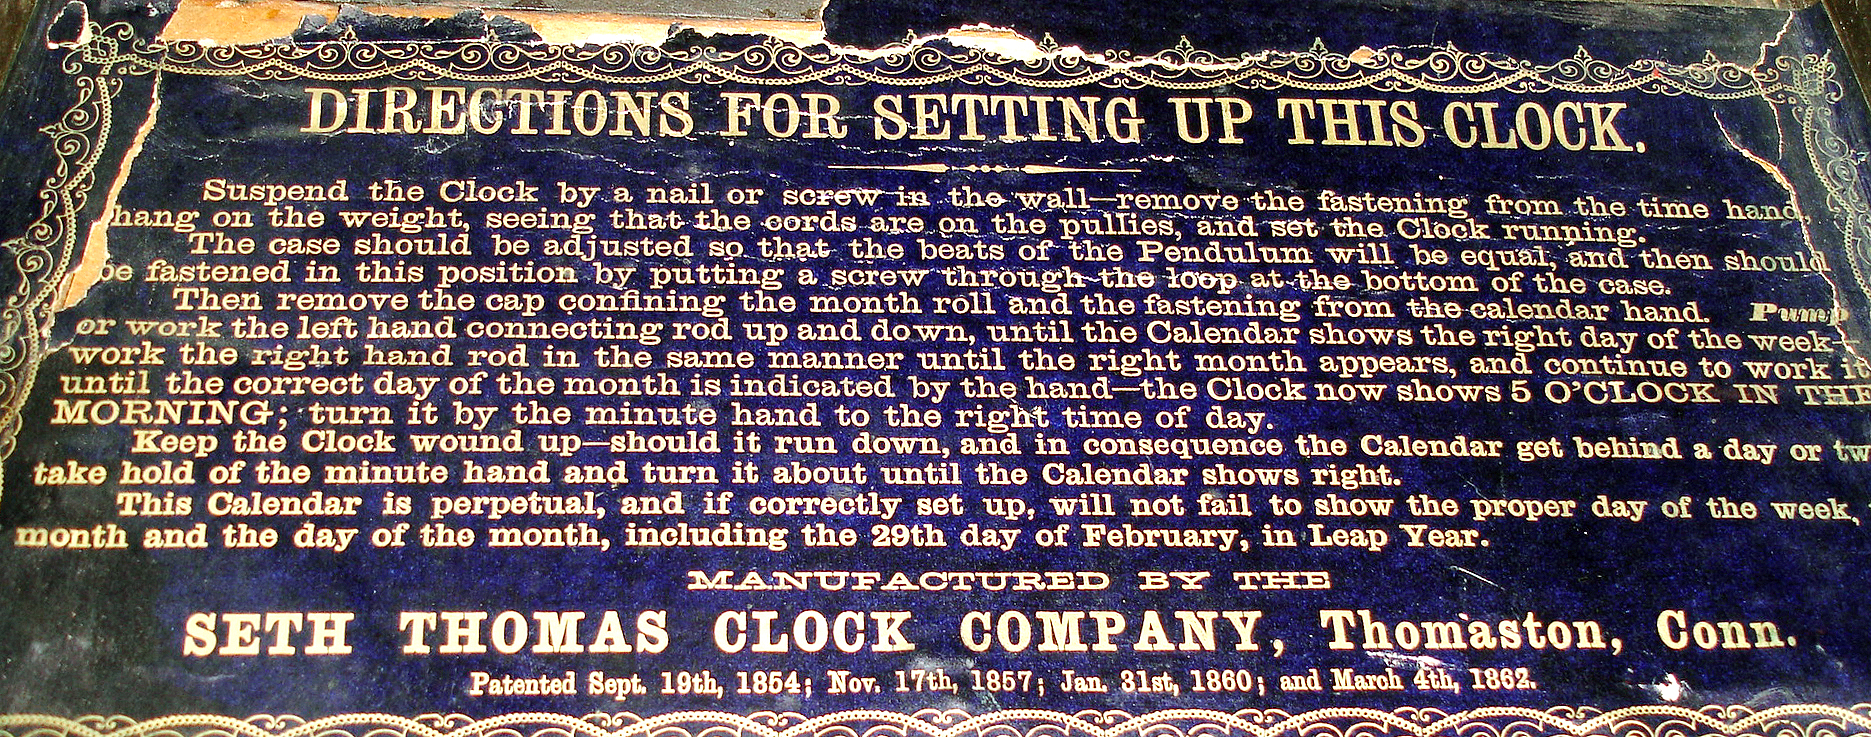 DIRECTIONS FOR SETTING UP THIS CLOCK.
Suspend the Clock by a nail or screw in the wall—remove the fastening from the time hand,
hang on the weight, seeing that the cords are on the pullies, and set the Clock running.
The case should be adjusted so that the beats of the Pendulum will be equal, and then should
be fastened in this position by putting a screw through the loop at the bottom of the case.
Then remove the cap confining the month roll and the fastening from the calendar hand. Pump
or work the left hand connecting rod up and down, until the Calendar shows the right day of the week—
work the right hand rod in the same manner until the right month appears, and continue to work it
until the correct day of the month is indicated by the hand—the Clock now shows 5 O'CLOCK IN THE
MORNING; turn it by the minute hand to the right time of day.
Keep the Clock wound up—should it run down, and in consequence the Calendar get behind a day or tw
take hold of the minute hand and turn it about until the Calendar shows right.
This Calendar is perpetual, and if correctly set up, will not fail to show the proper day of the week,
month and the day of the month, including the 29th day of February, in Leap Year.
MANUFACTURED BY THE
SETH THOMAS CLOCK COMPANY, Thomaston, Conn.
Patented Sept. 19th, 1854; Nov. 17th, 1857; Jan. 31st, 1860; and March 4th, 1862.